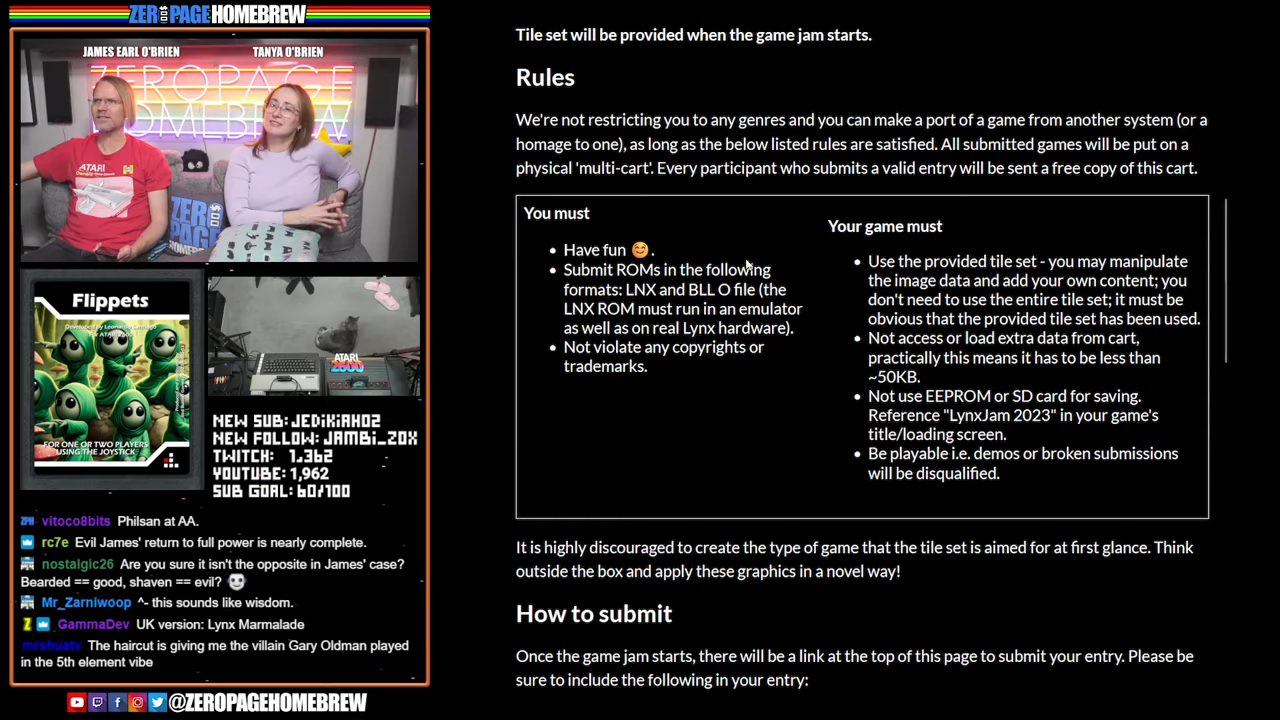 ZEROPAGEHOMEBREW
JAMES EARL O'BRIEN
TANYA O'BRIEN
ZEROPAGE
HOMEBREW
ATARI
ZERO
PAGE
Flippets
Developed by Leonardo Santiago
FOR ONE OR TWO PLAYERS
USING THE JOYSTICK
ATARI
2600
NEW SUB: JEDIKIAH02
NEW FOLLOW: JAMBI_ZOX
TWITCH: 1,362
YOUTUBE: 1,962
SUB GOAL: 60/100
vitoco8bits Philsan at AA.
rc7e Evil James' return to full power is nearly complete.
nostalgic26 Are you sure it isn't the opposite in James' case?
Bearded == good, shaven == evil?
Mr_Zarniwoop ^- this sounds like wisdom.
GammaDev UK version: Lynx Marmalade
mrshuatv The haircut is giving me the villain Gary Oldman played
in the 5th element vibe
@ZEROPAGEHOMEBREW
Tile set will be provided when the game jam starts.
Rules
We're not restricting you to any genres and you can make a port of a game from another system (or a
homage to one), as long as the below listed rules are satisfied. All submitted games will be put on a
physical 'multi-cart'. Every participant who submits a valid entry will be sent a free copy of this cart.
You must
Have fun 😊.
Submit ROMs in the following
formats: LNX and BLL O file (the
LNX ROM must run in an emulator
as well as on real Lynx hardware).
Not violate any copyrights or
trademarks.
Your game must
Use the provided tile set - you may manipulate
the image data and add your own content; you
don't need to use the entire tile set; it must be
obvious that the provided tile set has been used.
Not access or load extra data from cart,
practically this means it has to be less than
~50KB.
Not use EEPROM or SD card for saving.
Reference "LynxJam 2023" in your game's
title/loading screen.
Be playable i.e. demos or broken submissions
will be disqualified.
It is highly discouraged to create the type of game that the tile set is aimed for at first glance. Think
outside the box and apply these graphics in a novel way!
How to submit
Once the game jam starts, there will be a link at the top of this page to submit your entry. Please be
sure to include the following in your entry: